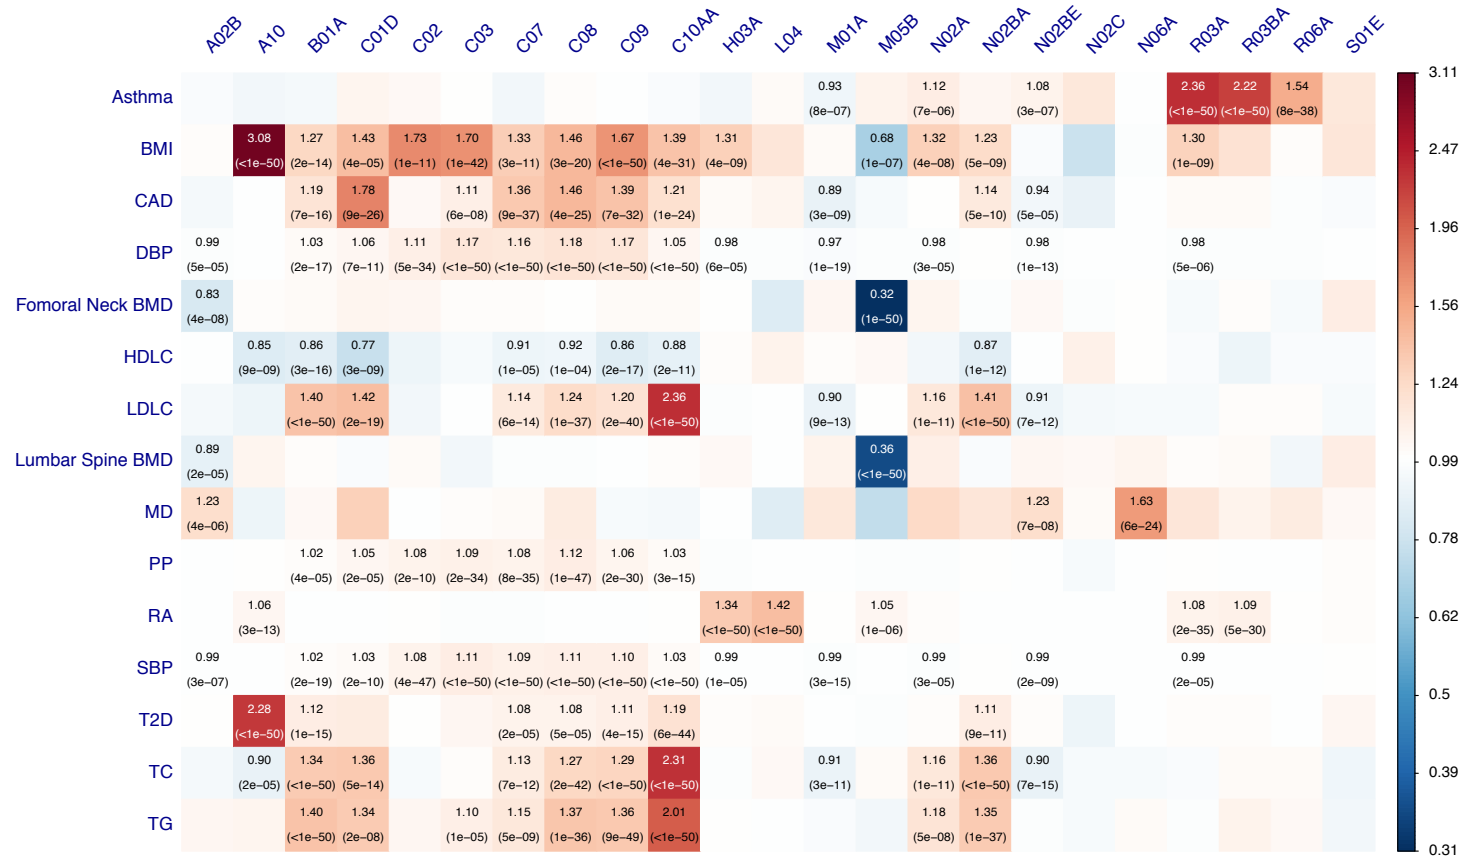 A02B A10 B01A C01D C02 C03 C07 C08 C09 C10AA H03A L04 M01A M05B N02A N02BA N02BE N02C N06A R03A R03BA R06A S01E
Asthma 0.93 1.12 1.08 2.36 2.22 1.54
(8e−07) (7e−06) (3e−07) (<1e−50) (<1e−50) (8e−38)
BMI 3.08 1.27 1.43 1.73 1.70 1.33 1.46 1.67 1.39 1.31 0.68 1.32 1.23 1.30
(<1e−50) (2e−14) (4e−05) (1e−11) (1e−42) (3e−11) (3e−20) (<1e−50) (4e−31) (4e−09) (1e−07) (4e−08) (5e−09) (1e−09)
CAD 1.19 1.78 1.11 1.36 1.46 1.39 1.21 0.89 1.14 0.94
(7e−16) (9e−26) (6e−08) (9e−37) (4e−25) (7e−32) (1e−24) (3e−09) (5e−10) (5e−05)
DBP 0.99 1.03 1.06 1.11 1.17 1.16 1.18 1.17 1.05 0.98 0.97 0.98 0.98 0.98
(5e−05) (2e−17) (7e−11) (5e−34) (<1e−50) (<1e−50) (<1e−50) (<1e−50) (<1e−50) (6e−05) (1e−19) (3e−05) (1e−13) (5e−06)
Fomoral Neck BMD 0.83 0.32
(4e−08) (1e−50)
HDLC 0.85 0.86 0.77 0.91 0.92 0.86 0.88 0.87
(9e−09) (3e−16) (3e−09) (1e−05) (1e−04) (2e−17) (2e−11) (1e−12)
LDLC 1.40 1.42 1.14 1.24 1.20 2.36 0.90 1.16 1.41 0.91
(<1e−50) (2e−19) (6e−14) (1e−37) (2e−40) (<1e−50) (9e−13) (1e−11) (<1e−50) (7e−12)
Lumbar Spine BMD 0.89 0.36
(2e−05) (<1e−50)
MD 1.23 1.23 1.63
(4e−06) (7e−08) (6e−24)
PP 1.02 1.05 1.08 1.09 1.08 1.12 1.06 1.03
(4e−05) (2e−05) (2e−10) (2e−34) (8e−35) (1e−47) (2e−30) (3e−15)
RA 1.06 1.34 1.42 1.05 1.08 1.09
(3e−13) (<1e−50) (<1e−50) (1e−06) (2e−35) (5e−30)
SBP 0.99 1.02 1.03 1.08 1.11 1.09 1.11 1.10 1.03 0.99 0.99 0.99 0.99 0.99
(3e−07) (2e−19) (2e−10) (4e−47) (<1e−50) (<1e−50) (<1e−50) (<1e−50) (<1e−50) (1e−05) (3e−15) (3e−05) (2e−09) (2e−05)
T2D 2.28 1.12 1.08 1.08 1.11 1.19 1.11
(<1e−50) (1e−15) (2e−05) (5e−05) (4e−15) (6e−44) (9e−11)
TC 0.90 1.34 1.36 1.13 1.27 1.29 2.31 0.91 1.16 1.36 0.90
(2e−05) (<1e−50) (5e−14) (7e−12) (2e−42) (<1e−50) (<1e−50) (3e−11) (1e−11) (<1e−50) (7e−15)
TG 1.40 1.34 1.10 1.15 1.37 1.36 2.01 1.18 1.35
(<1e−50) (2e−08) (1e−05) (5e−09) (1e−36) (9e−49) (<1e−50) (5e−08) (1e−37)
3.11
2.47
1.96
1.56
1.24
0.99
0.78
0.62
0.5
0.39
0.31